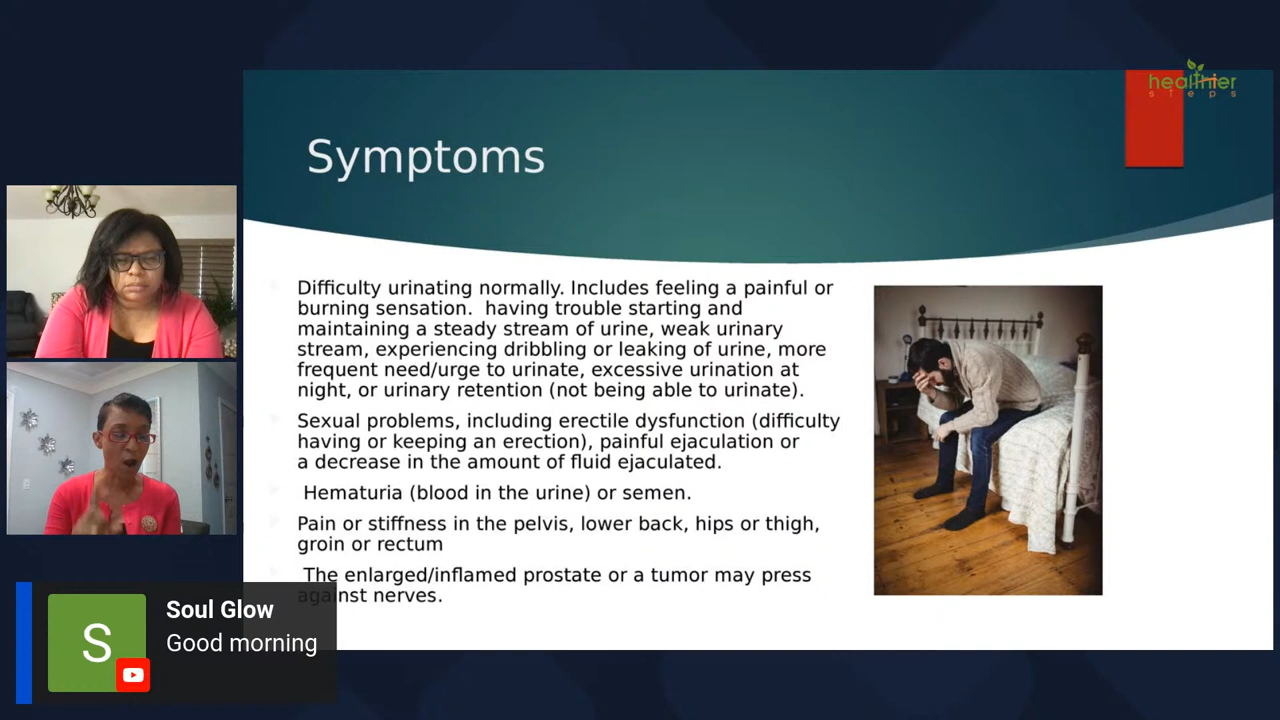 healthier
steps
Symptoms
Difficulty urinating normally. Includes feeling a painful or
burning sensation.  having trouble starting and
maintaining a steady stream of urine, weak urinary
stream, experiencing dribbling or leaking of urine, more
frequent need/urge to urinate, excessive urination at
night, or urinary retention (not being able to urinate).
Sexual problems, including erectile dysfunction (difficulty
having or keeping an erection), painful ejaculation or
a decrease in the amount of fluid ejaculated.
Hematuria (blood in the urine) or semen.
Pain or stiffness in the pelvis, lower back, hips or thigh,
groin or rectum
The enlarged/inflamed prostate or a tumor may press
against nerves.
S
Soul Glow
Good morning